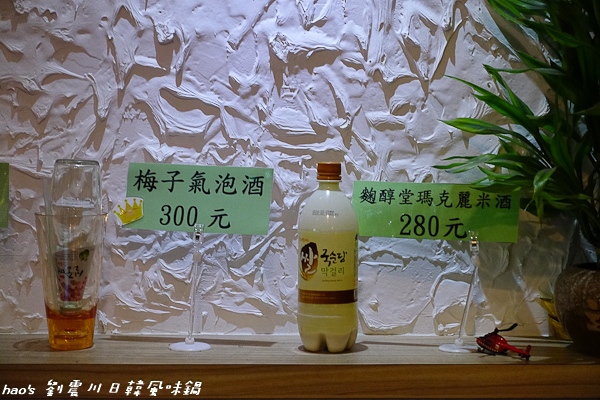 梅子氣泡酒
300元
麴醇堂瑪克麗米酒
280元
국순당
쌀
막걸리
hao's 劉震川日韓風味鍋